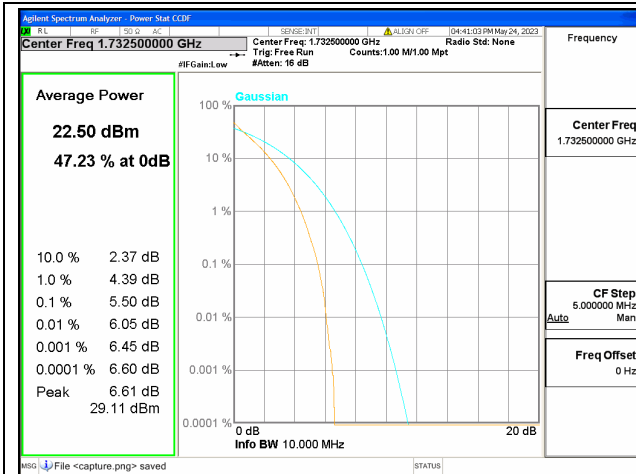 Agilent Spectrum Analyzer - Power Stat CCDF
RL RF 50 Ω AC SENSE:INT ALIGN OFF 04:41:03 PM May 24, 2023
Center Freq 1.732500000 GHz
Center Freq: 1.732500000 GHz Radio Std: None
Trig: Free Run Counts:1.00 M/1.00 Mpt
#IFGain:Low #Atten: 16 dB
Frequency
Average Power
22.50 dBm
47.23 % at 0dB
10.0 % 2.37 dB
1.0 % 4.39 dB
0.1 % 5.50 dB
0.01 % 6.05 dB
0.001 % 6.45 dB
0.0001 % 6.60 dB
Peak 6.61 dB
29.11 dBm
Gaussian
100 %
10 %
1 %
0.1 %
0.01 %
0.001 %
0.0001 %
0 dB 20 dB
Info BW 10.000 MHz
Center Freq
1.732500000 GHz
CF Step
5.000000 MHz
Auto Man
Freq Offset
0 Hz
MSG File <capture.png> saved STATUS